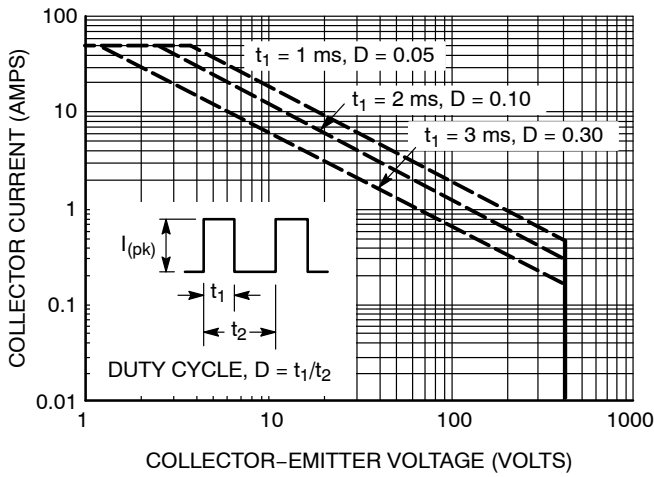 COLLECTOR CURRENT (AMPS)
100
10
1
0.1
0.01
t₁ = 1 ms, D = 0.05
t₁ = 2 ms, D = 0.10
t₁ = 3 ms, D = 0.30
I(pk)
t₁
t₂
DUTY CYCLE, D = t₁/t₂
1 10 100 1000
COLLECTOR−EMITTER VOLTAGE (VOLTS)